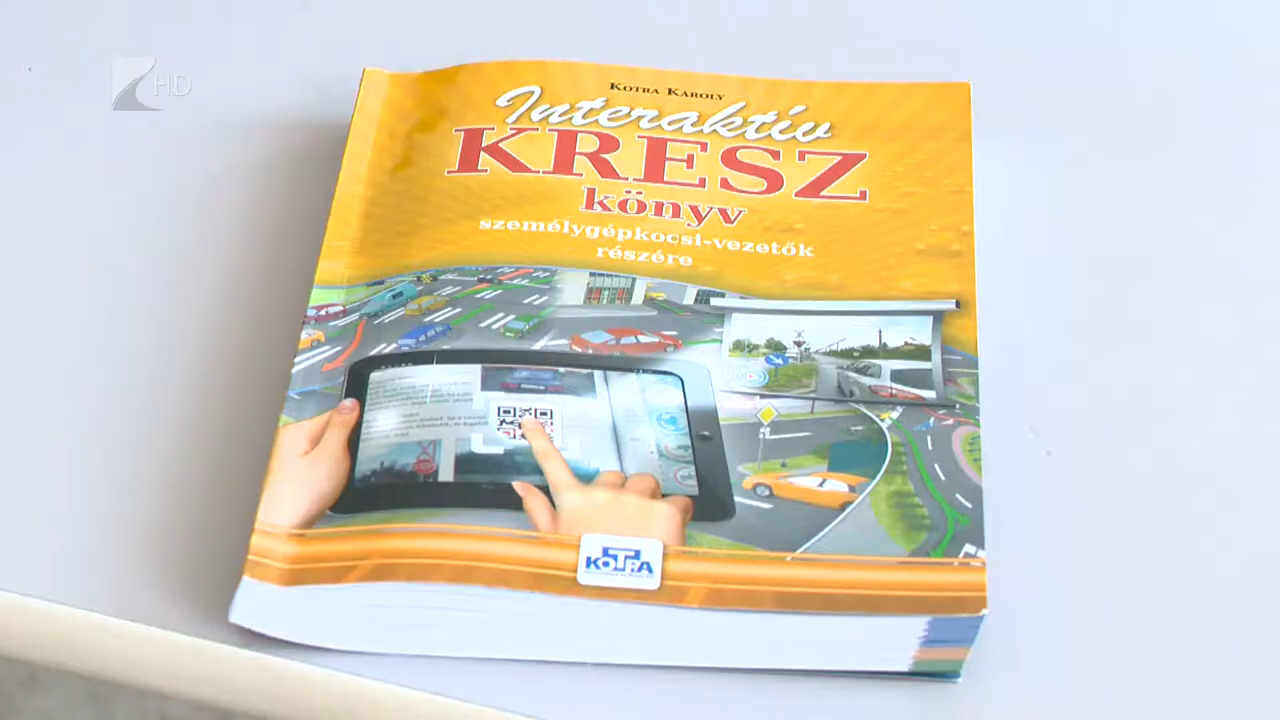 HD
KOTRA KÁROLY
Interaktív
KRESZ
könyv
személygépkocsi-vezetők
részére
KOTRA